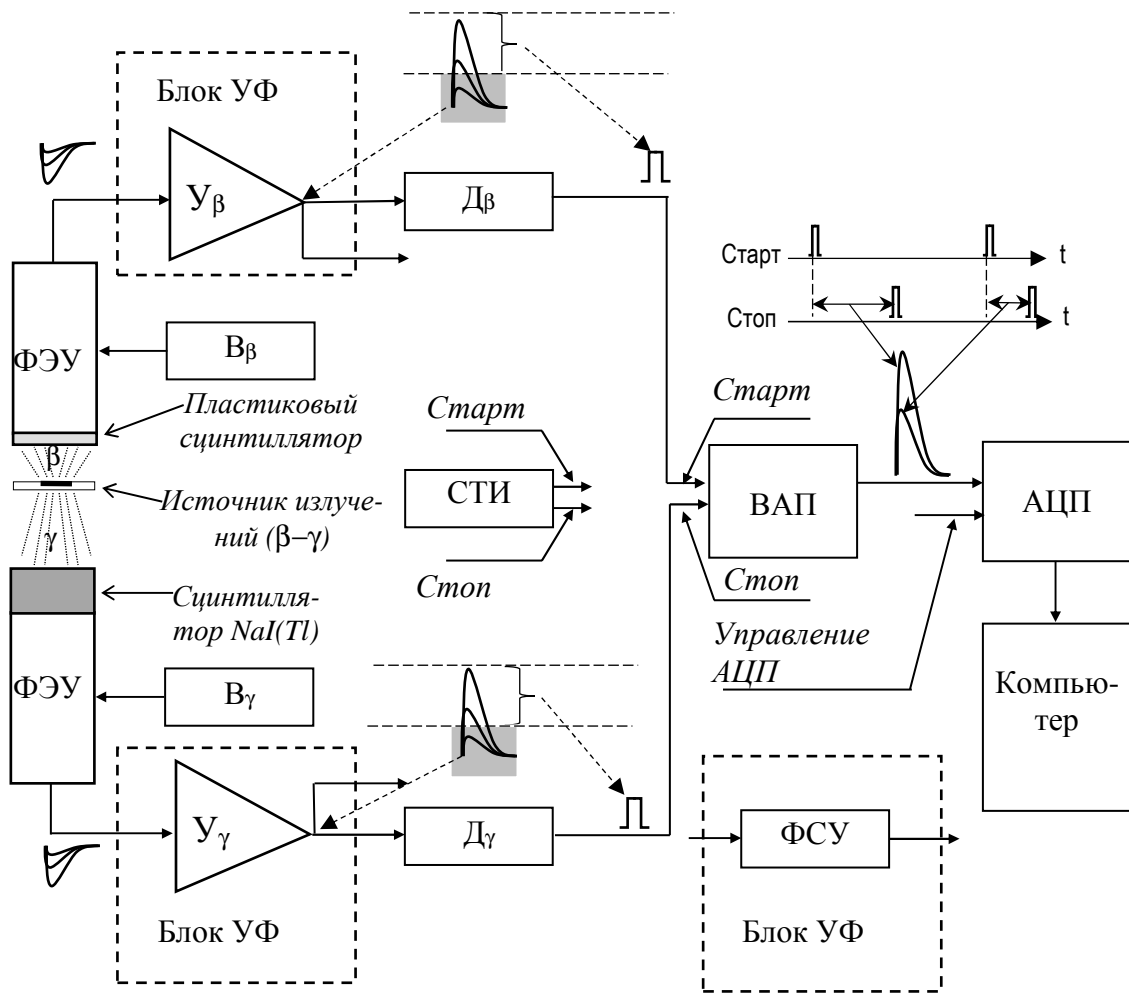 Блок УФ
Уβ
Дβ
Старт
t
Стоп
t
ФЭУ
Вβ
Пластиковый
сцинтиллятор
β
Источник излуче-
ний (β–γ)
γ
Сцинтилля-
тор NaI(Tl)
ФЭУ
Вγ
Старт
СТИ
Стоп
Старт
ВАП
Стоп
АЦП
Управление
АЦП
Компью-
тер
Уγ
Дγ
Блок УФ
ФСУ
Блок УФ